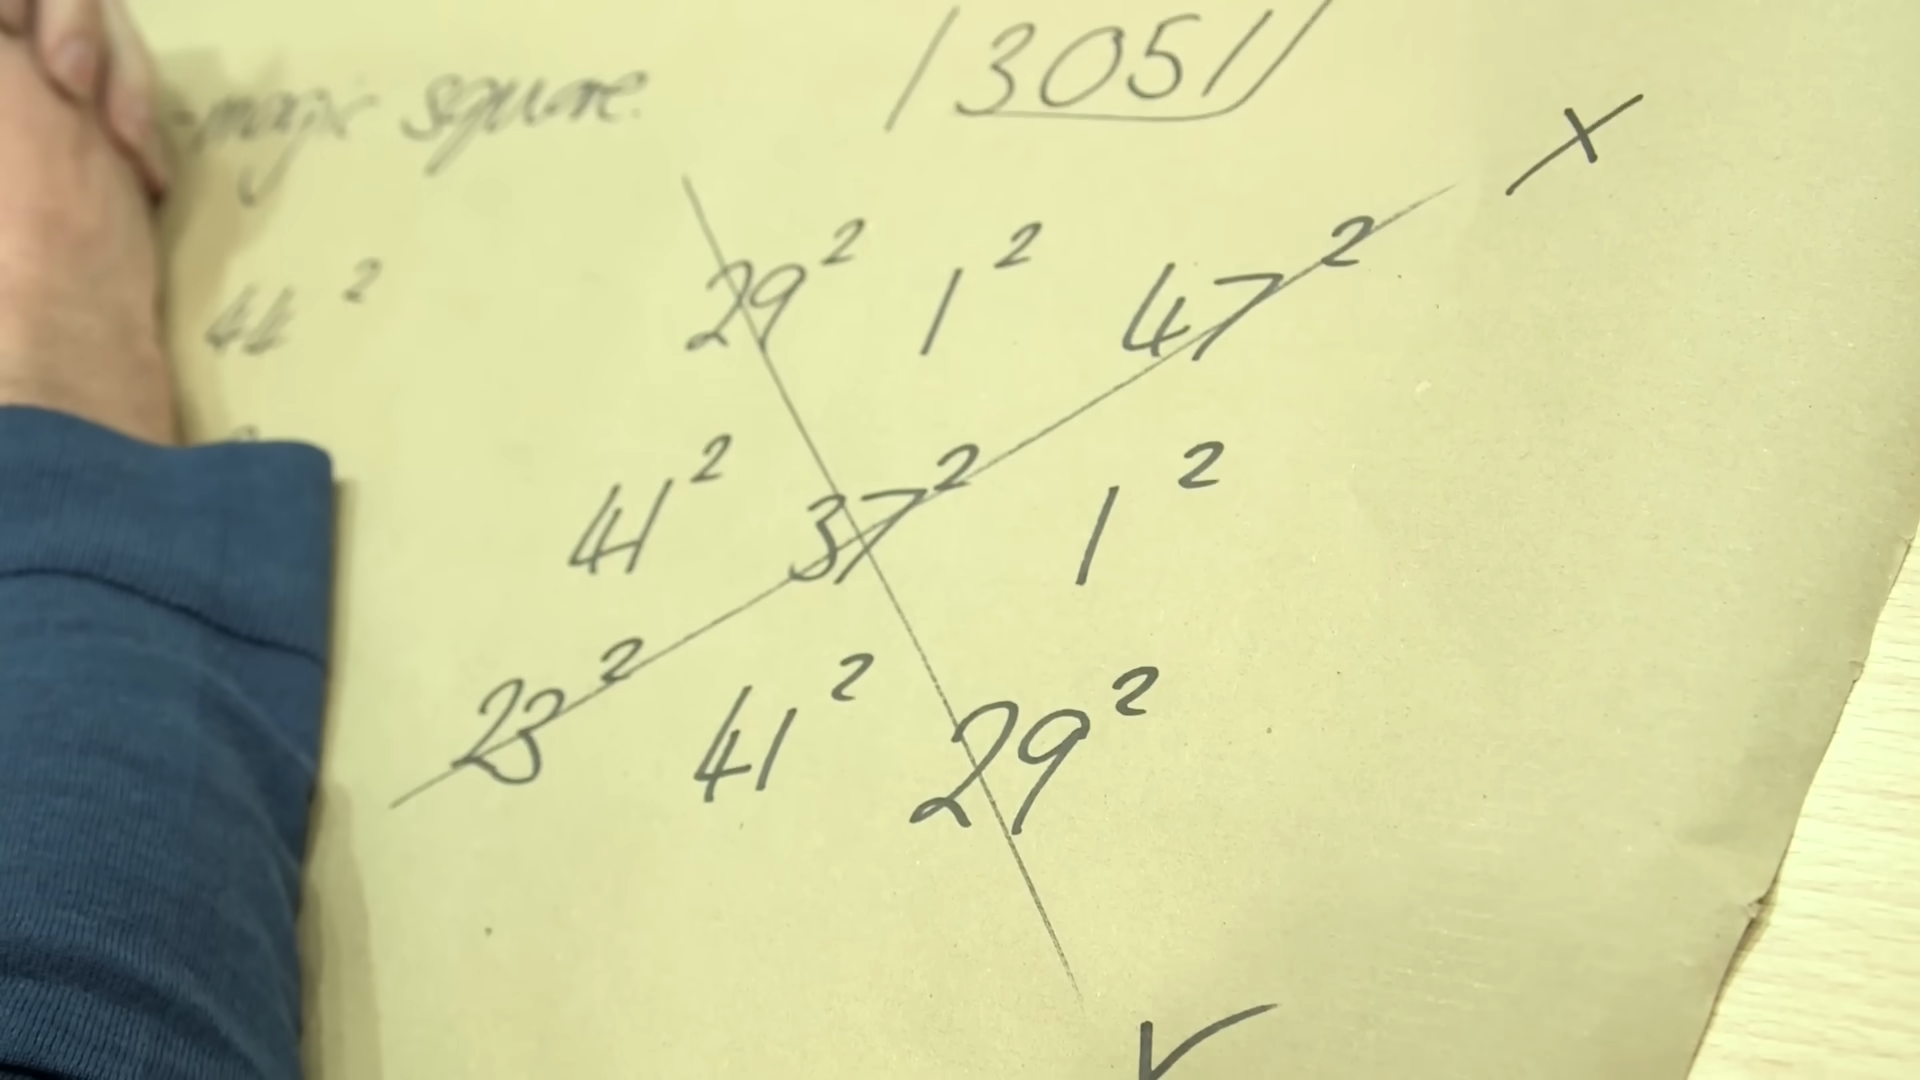 -magic square. 3051
29² 1² 47² x
41² 37² 1²
23² 41² 29²
✓